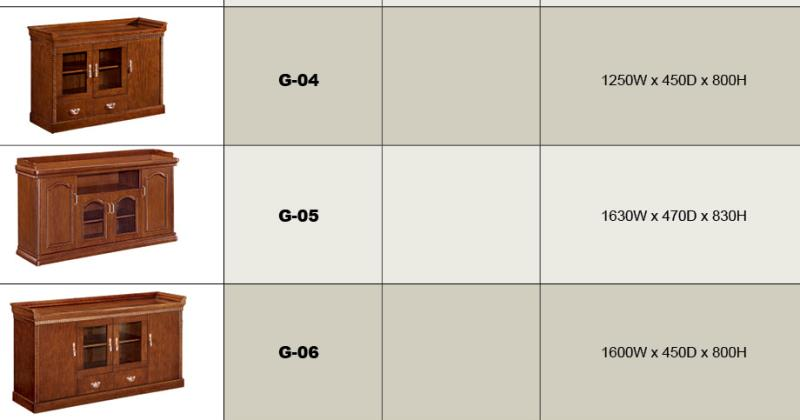 G-04
1250W x 450D x 800H
G-05
1630W x 470D x 830H
G-06
1600W x 450D x 800H